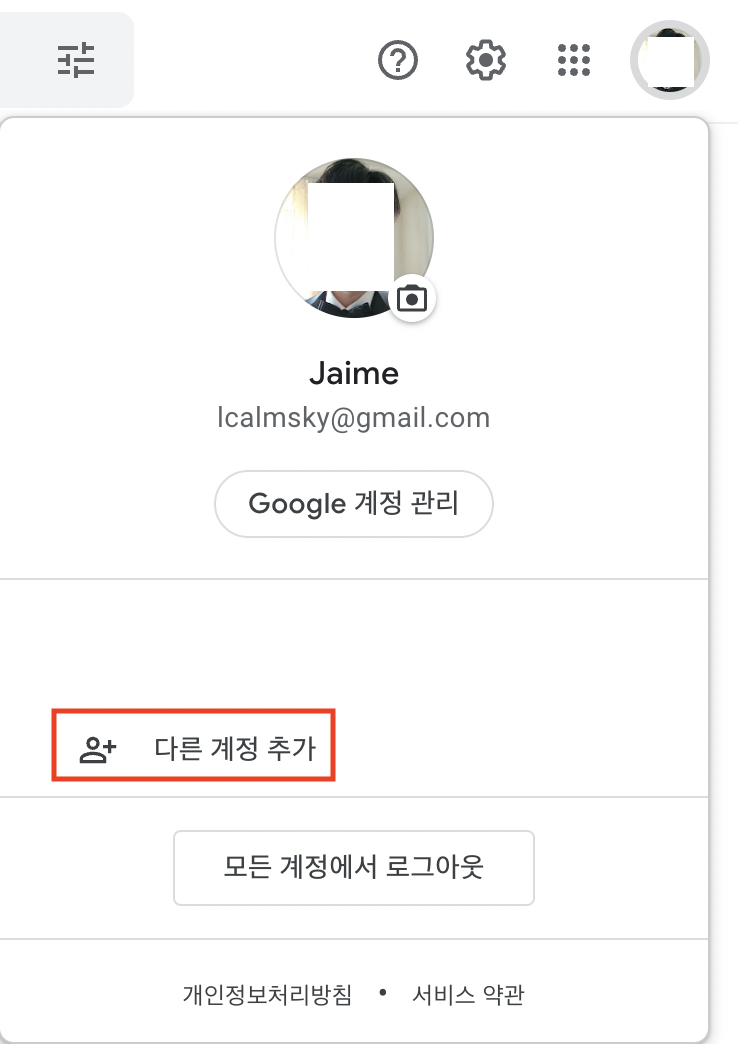 Jaime
lcalmsky@gmail.com
Google 계정 관리
다른 계정 추가
모든 계정에서 로그아웃
개인정보처리방침 • 서비스 약관